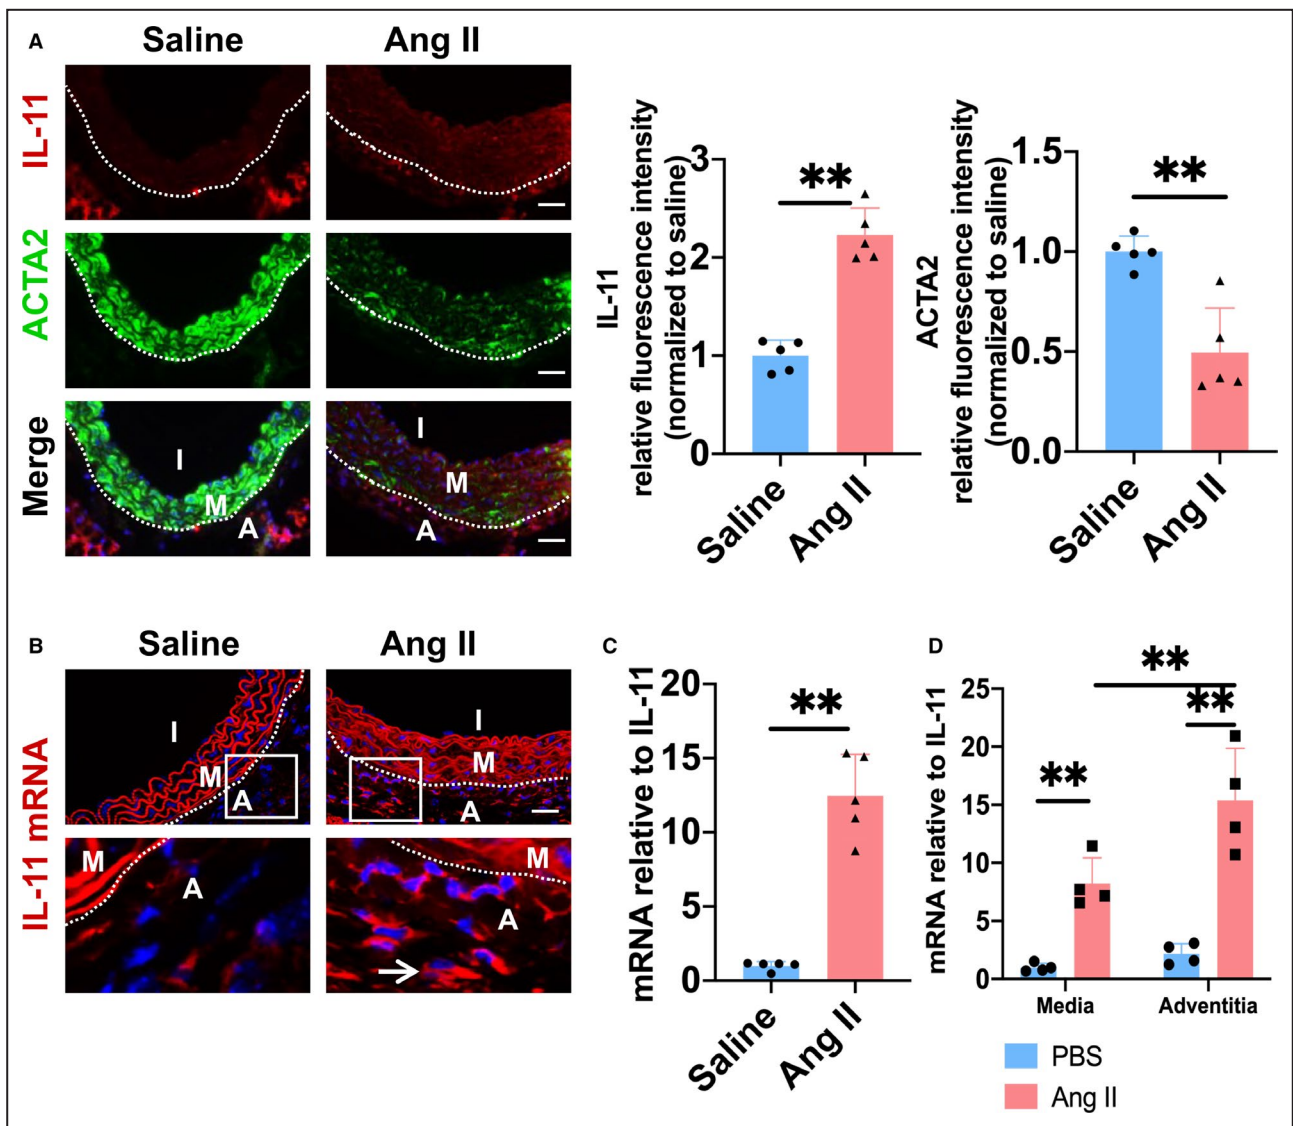 A
Saline
Ang II
IL-11
ACTA2
Merge
I
M
A
I
M
A
IL-11
relative fluorescence intensity
(normalized to saline)
3
2
1
0
**
Saline
Ang II
ACTA2
relative fluorescence intensity
(normalized to saline)
1.5
1.0
0.5
0.0
**
Saline
Ang II
B
Saline
Ang II
IL-11 mRNA
I
M
A
I
M
A
M
A
M
A
C
mRNA relative to IL-11
20
15
10
5
0
**
Saline
Ang II
D
mRNA relative to IL-11
25
20
15
10
5
0
**
**
**
Media
Adventitia
PBS
Ang II